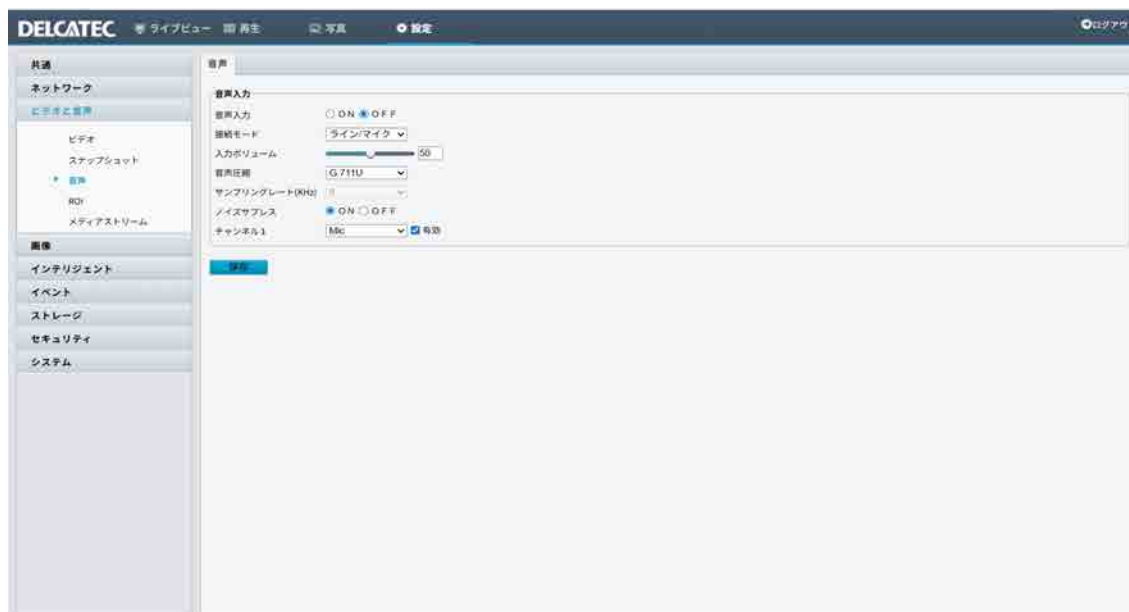 DELCATEC ライブビュー 再生 写真 設定 ログアウ
共通
ネットワーク
ビデオと音声
ビデオ
スナップショット
音声
ROI
メディアストリーム
画像
インテリジェント
イベント
ストレージ
セキュリティ
システム
音声
音声入力
音声入力 ON OFF
接続モード ライン/マイク
入力ボリューム 50
音声圧縮 G.711U
サンプリングレート(KHz) 8
ノイズサプレス ON OFF
チャンネル1 Mic 有効
保存